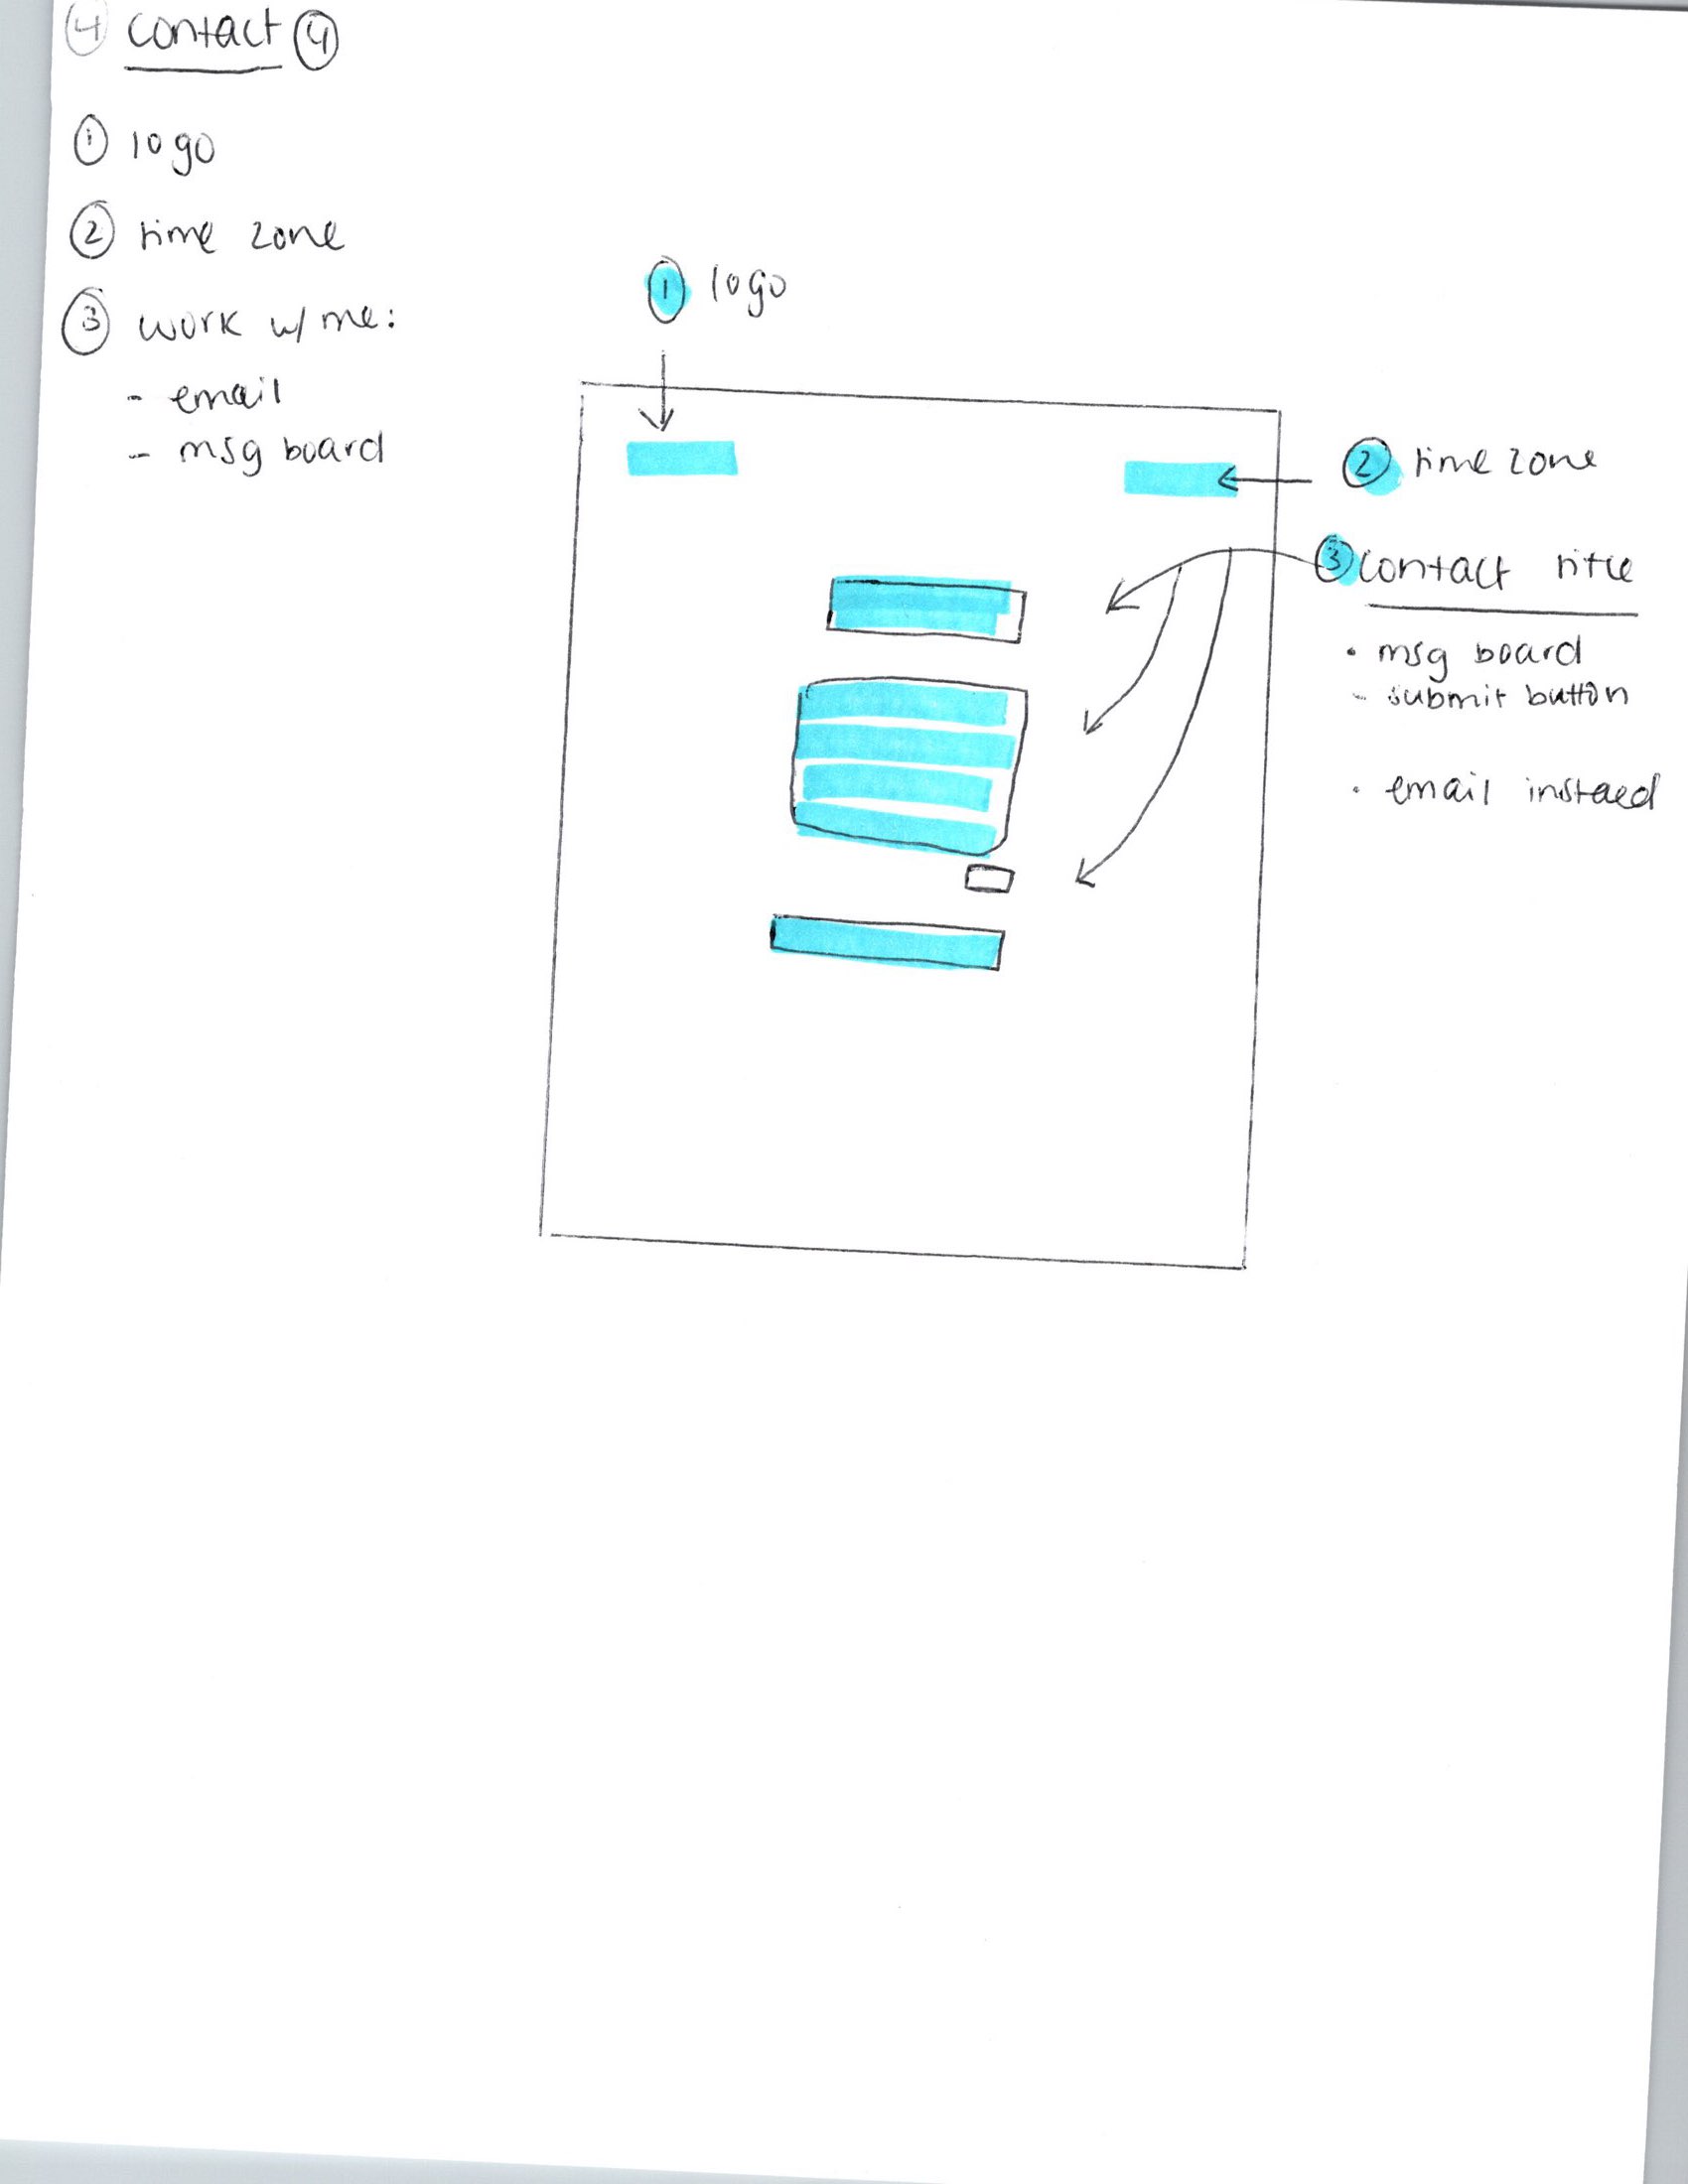 ④ contact ④
① logo
② time zone
③ work w/ me:
- email
- msg board
① logo
② time zone
③ contact title
• msg board
- submit button
• email instaed